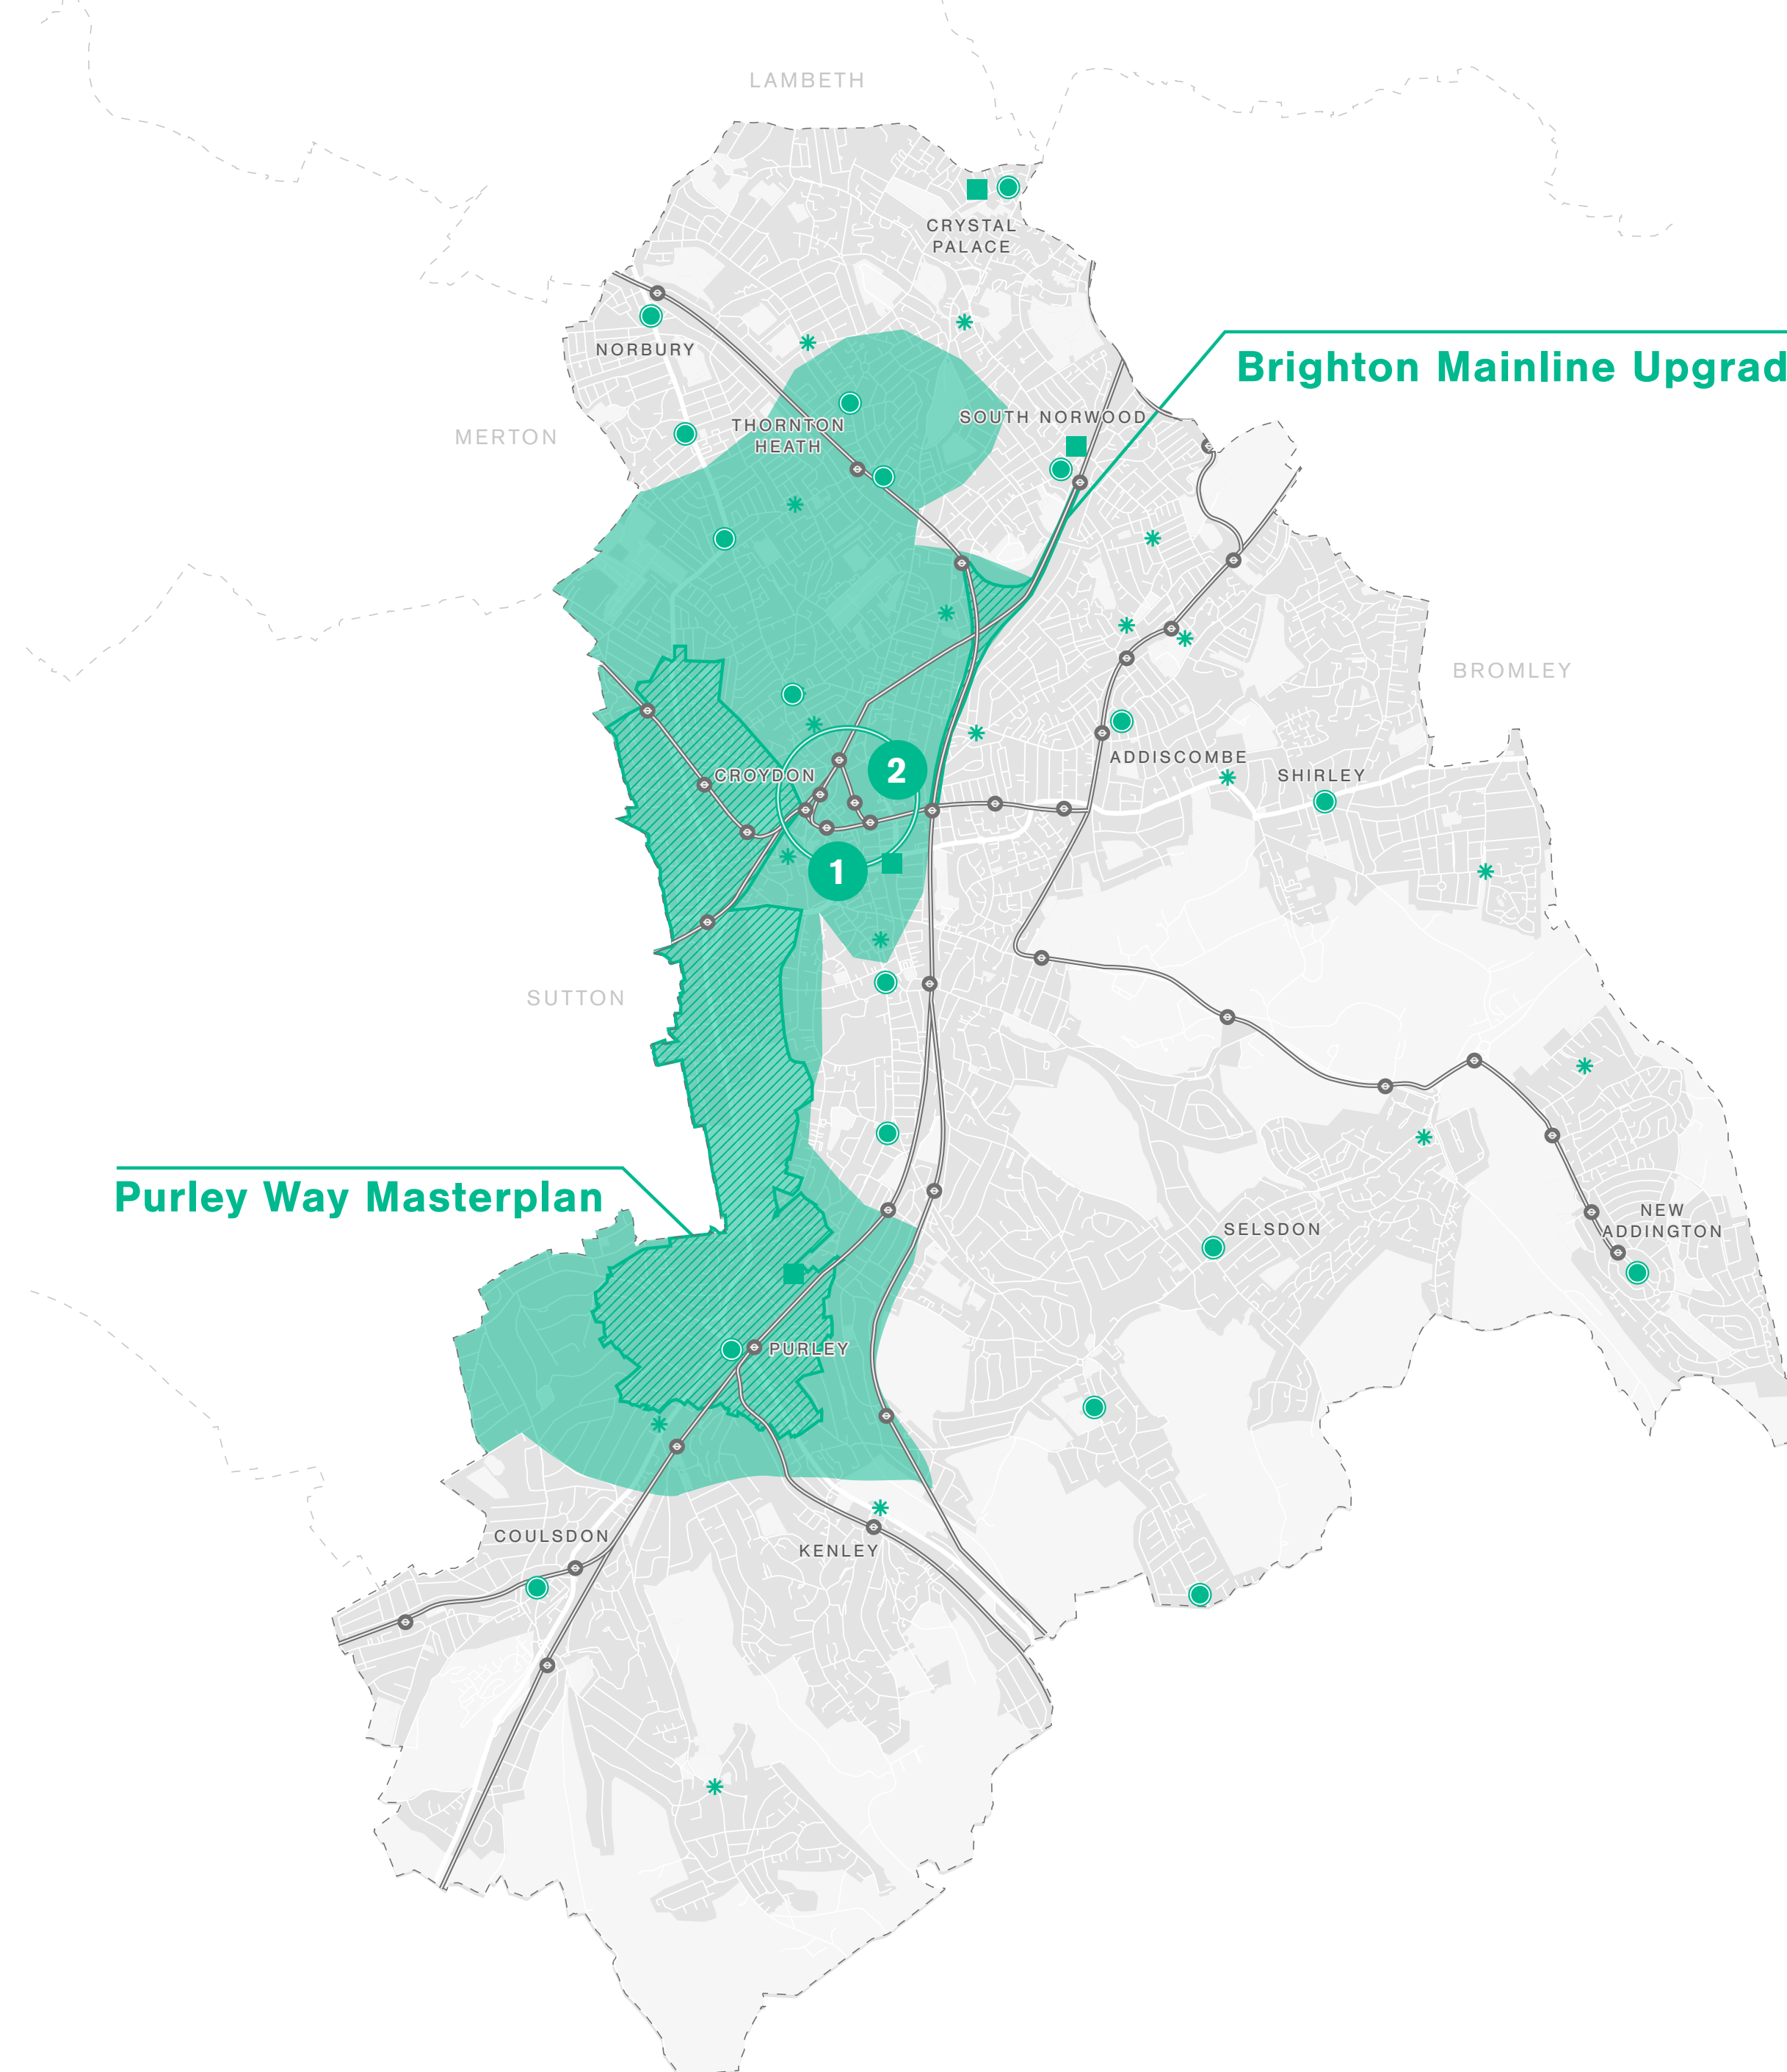 LAMBETH
CRYSTAL
PALACE
NORBURY
Brighton Mainline Upgrad
SOUTH NORWOOD
THORNTON
HEATH
MERTON
BROMLEY
2
ADDISCOMBE
CROYDON
SHIRLEY
1
SUTTON
Purley Way Masterplan
NEW
ADDINGTON
SELSDON
PURLEY
COULSDON
KENLEY